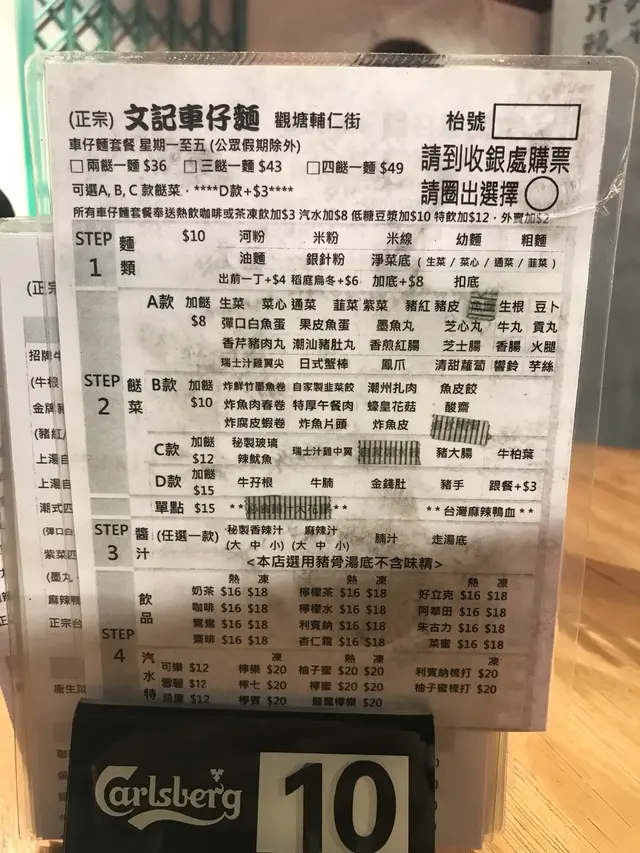 (正宗) 文記車仔麵 觀塘輔仁街 枱號
車仔麵套餐 星期一至五 (公眾假期除外)
□ 兩餸一麵 $36 □ 三餸一麵 $43 □ 四餸一麵 $49
請到收銀處購票
可選A, B, C 款餸菜 · ****D款+$3****
請圈出選擇
所有車仔麵套餐奉送熱飲咖啡或茶凍飲加$3 汽水加$8 低糖豆漿加$10 特飲加$12 · 外賣加$2
STEP 1 麵類 $10 河粉 米粉 米線 幼麵 粗麵
油麵 銀針粉 淨菜底 (生菜 / 菜心 / 通菜 / 韮菜)
出前一丁+$4 稻庭烏冬+$6 加底+$8 扣底
STEP 2 餸菜
A款 加餸 $8 生菜 菜心 通菜 韮菜 紫菜 豬紅 豬皮 生根 豆卜
彈口白魚蛋 果皮魚蛋 墨魚丸 芝心丸 牛丸 貢丸
香芹豬肉丸 潮汕豬肚丸 香煎紅腸 芝士腸 香腸 火腿
瑞士汁雞翼尖 日式蟹棒 鳳爪 清甜蘿蔔 響鈴 芋絲
B款 加餸 $10 炸鮮竹墨魚卷 自家製韮菜餃 潮州扎肉 魚皮餃
炸魚肉春卷 特厚午餐肉 蠔皇花菇 酸齋
炸腐皮蝦卷 炸魚片頭 炸魚皮
C款 加餸 $12 秘製玻璃辣魷魚 瑞士汁雞中翼 豬大腸 牛柏葉
D款 加餸 $15 牛孖根 牛腩 金錢肚 豬手 跟餐+$3
單點 $15 ** ** **台灣麻辣鴨血**
STEP 3 醬汁 (任選一款) 秘製香辣汁 (大 中 小) 麻辣汁 (大 中 小) 腩汁 走湯底
<本店選用豬骨湯底不含味精>
STEP 4
飲品 熱 凍 熱 凍 熱 凍
奶茶 $16 $18 檸檬茶 $16 $18 好立克 $16 $18
咖啡 $16 $18 檸檬水 $16 $18 阿華田 $16 $18
鴛鴦 $16 $18 利賓納 $16 $18 朱古力 $16 $18
齋啡 $16 $18 杏仁霜 $16 $18 菜蜜 $16 $18
汽水特 凍 熱 凍 凍
可樂 $12 檸樂 $20 柚子蜜 $20 $20 利賓納梳打 $20
雪碧 $12 檸七 $20 檸蜜 $20 $20 柚子蜜梳打 $20
忌廉 $12 檸賓 $20 龍鳳檸樂 $20
Carlsberg 10